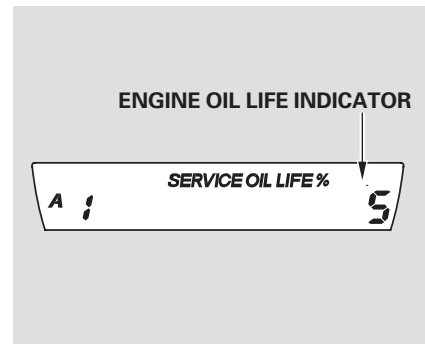 ENGINE OIL LIFE INDICATOR
SERVICE OIL LIFE %
A 1 5